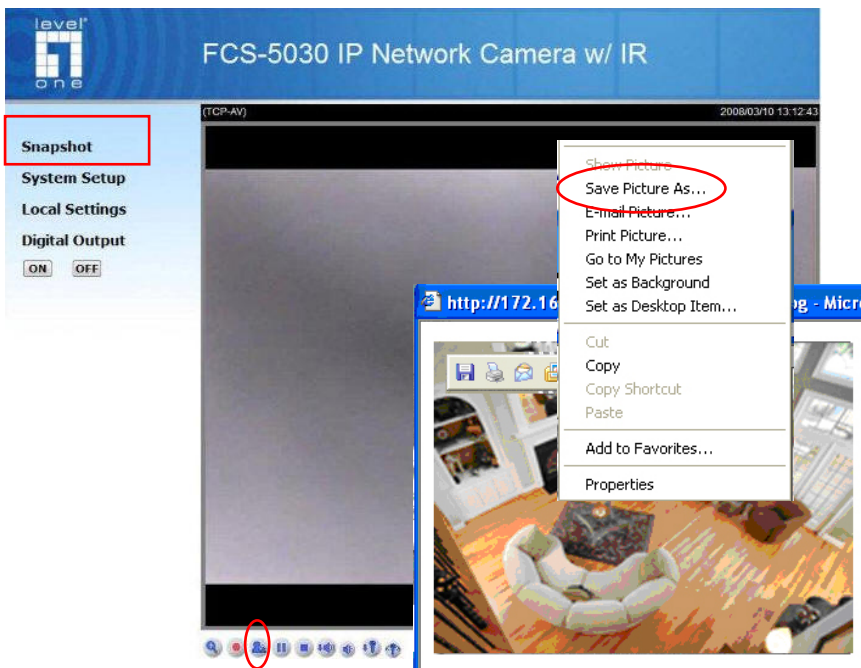 level
one
FCS-5030 IP Network Camera w/ IR
(TCP-AV)
2008/03/10 13:12:43
Snapshot
System Setup
Local Settings
Digital Output
ON OFF
Show Picture
Save Picture As...
E-mail Picture...
Print Picture...
Go to My Pictures
Set as Background
Set as Desktop Item...
Cut
Copy
Copy Shortcut
Paste
Add to Favorites...
Properties
http://172.16
og - Micr